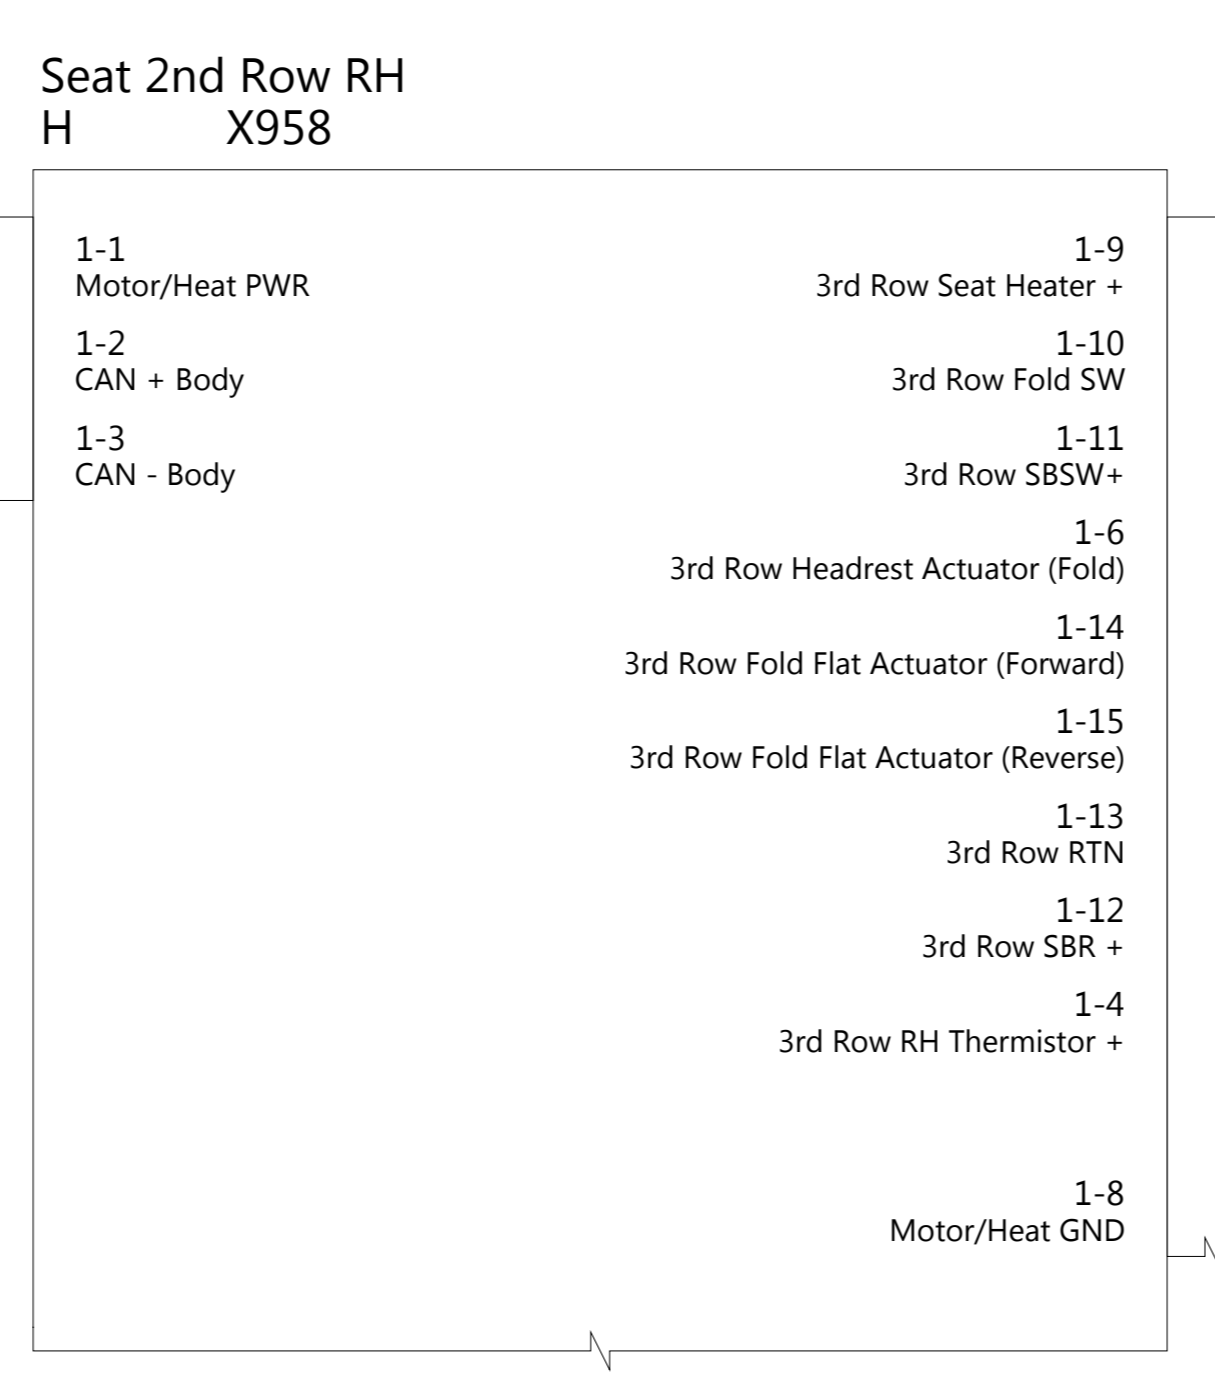 Seat 2nd Row RH
H X958
1-1
Motor/Heat PWR
1-2
CAN + Body
1-3
CAN - Body
1-9
3rd Row Seat Heater +
1-10
3rd Row Fold SW
1-11
3rd Row SBSW+
1-6
3rd Row Headrest Actuator (Fold)
1-14
3rd Row Fold Flat Actuator (Forward)
1-15
3rd Row Fold Flat Actuator (Reverse)
1-13
3rd Row RTN
1-12
3rd Row SBR +
1-4
3rd Row RH Thermistor +
1-8
Motor/Heat GND